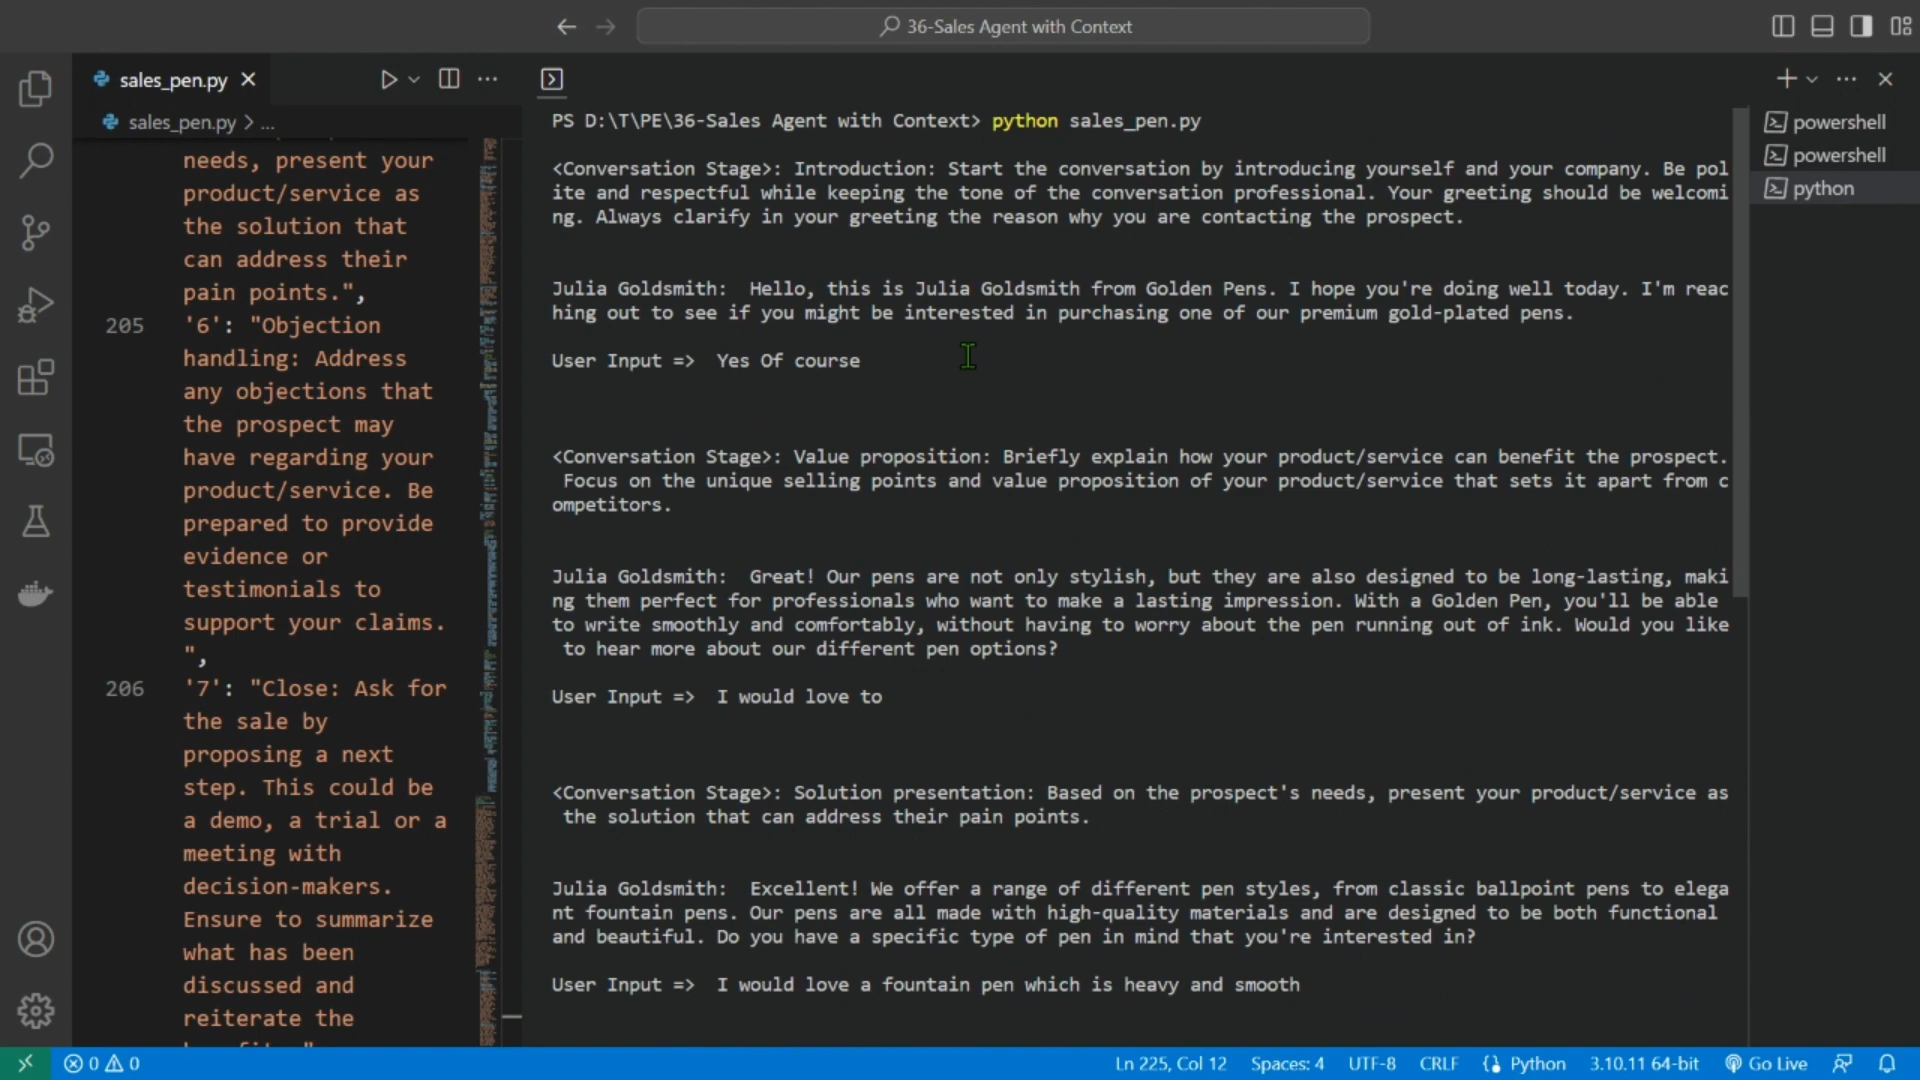 36-Sales Agent with Context
sales_pen.py
sales_pen.py > ...
needs, present your
product/service as
the solution that
can address their
pain points.",
205 '6': "Objection
handling: Address
any objections that
the prospect may
have regarding your
product/service. Be
prepared to provide
evidence or
testimonials to
support your claims.
",
206 '7': "Close: Ask for
the sale by
proposing a next
step. This could be
a demo, a trial or a
meeting with
decision-makers.
Ensure to summarize
what has been
discussed and
reiterate the
PS D:\T\PE\36-Sales Agent with Context> python sales_pen.py
<Conversation Stage>: Introduction: Start the conversation by introducing yourself and your company. Be pol
ite and respectful while keeping the tone of the conversation professional. Your greeting should be welcomi
ng. Always clarify in your greeting the reason why you are contacting the prospect.
Julia Goldsmith:  Hello, this is Julia Goldsmith from Golden Pens. I hope you're doing well today. I'm reac
hing out to see if you might be interested in purchasing one of our premium gold-plated pens.
User Input =>  Yes Of course
<Conversation Stage>: Value proposition: Briefly explain how your product/service can benefit the prospect.
Focus on the unique selling points and value proposition of your product/service that sets it apart from c
ompetitors.
Julia Goldsmith:  Great! Our pens are not only stylish, but they are also designed to be long-lasting, maki
ng them perfect for professionals who want to make a lasting impression. With a Golden Pen, you'll be able
to write smoothly and comfortably, without having to worry about the pen running out of ink. Would you like
to hear more about our different pen options?
User Input =>  I would love to
<Conversation Stage>: Solution presentation: Based on the prospect's needs, present your product/service as
the solution that can address their pain points.
Julia Goldsmith:  Excellent! We offer a range of different pen styles, from classic ballpoint pens to elega
nt fountain pens. Our pens are all made with high-quality materials and are designed to be both functional
and beautiful. Do you have a specific type of pen in mind that you're interested in?
User Input =>  I would love a fountain pen which is heavy and smooth
powershell
powershell
python
0 0
Ln 225, Col 12
Spaces: 4
UTF-8
CRLF
Python
3.10.11 64-bit
Go Live